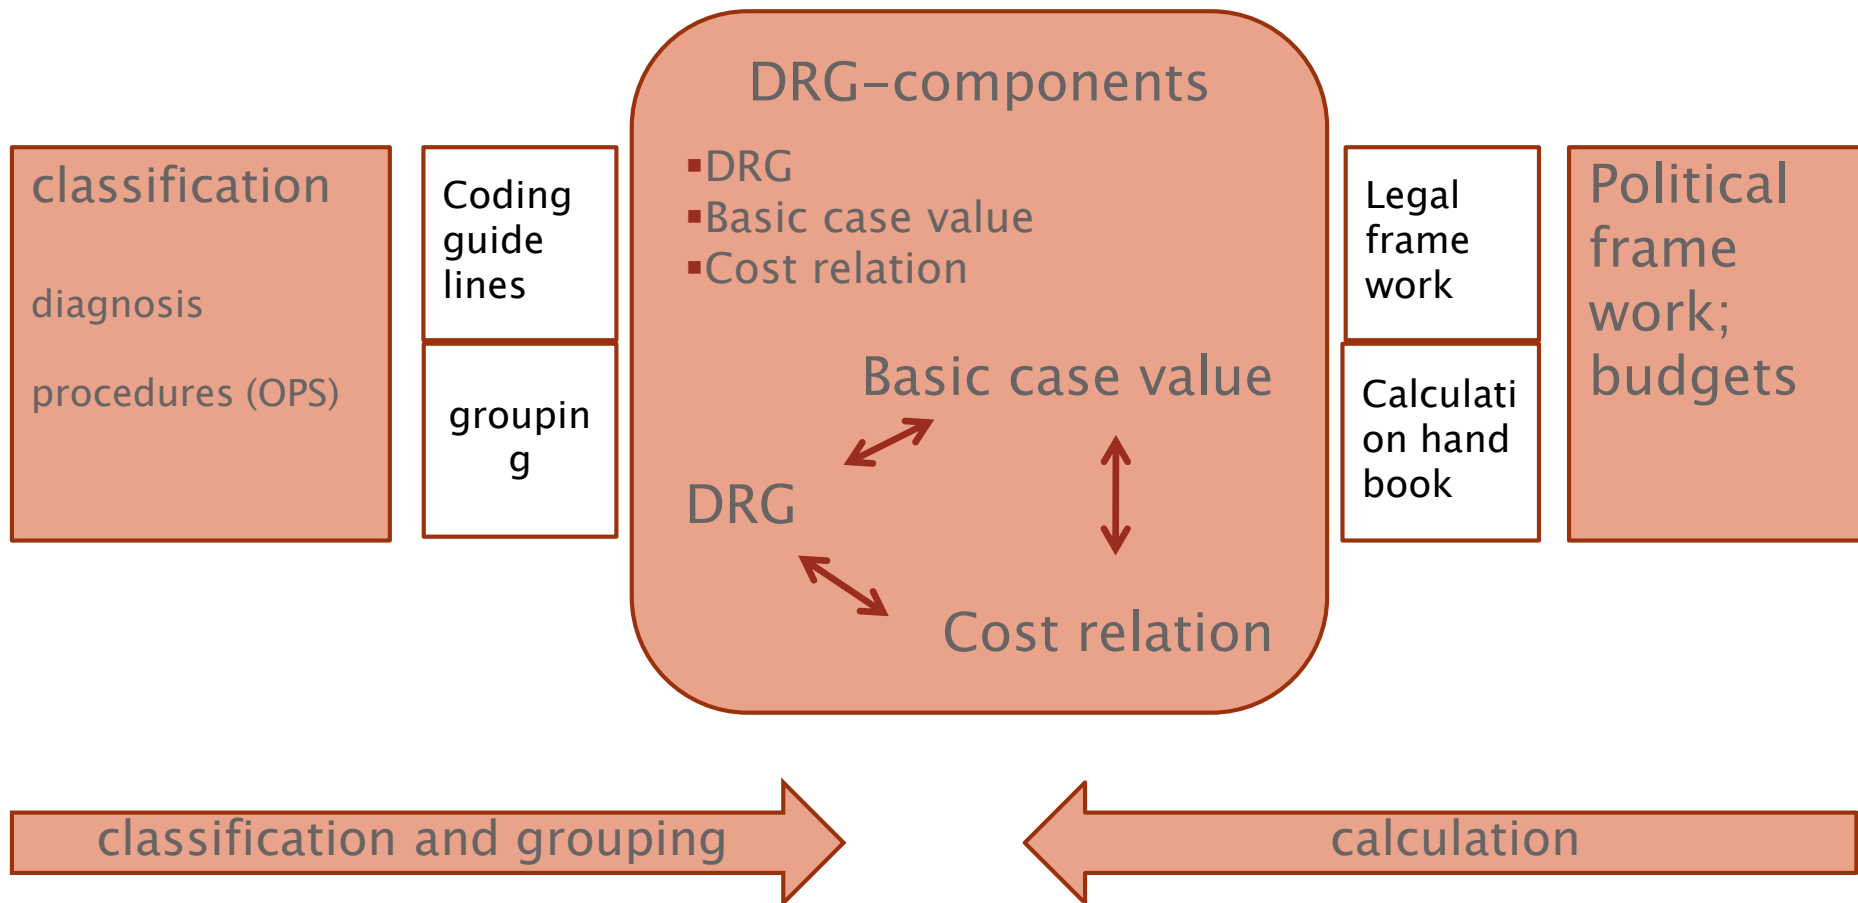 classification
diagnosis
procedures (OPS)
Coding
guide
lines
groupin
g
DRG-components
▪DRG
▪Basic case value
▪Cost relation
Basic case value
DRG
Cost relation
Legal
frame
work
Calculati
on hand
book
Political
frame
work;
budgets
classification and grouping
calculation